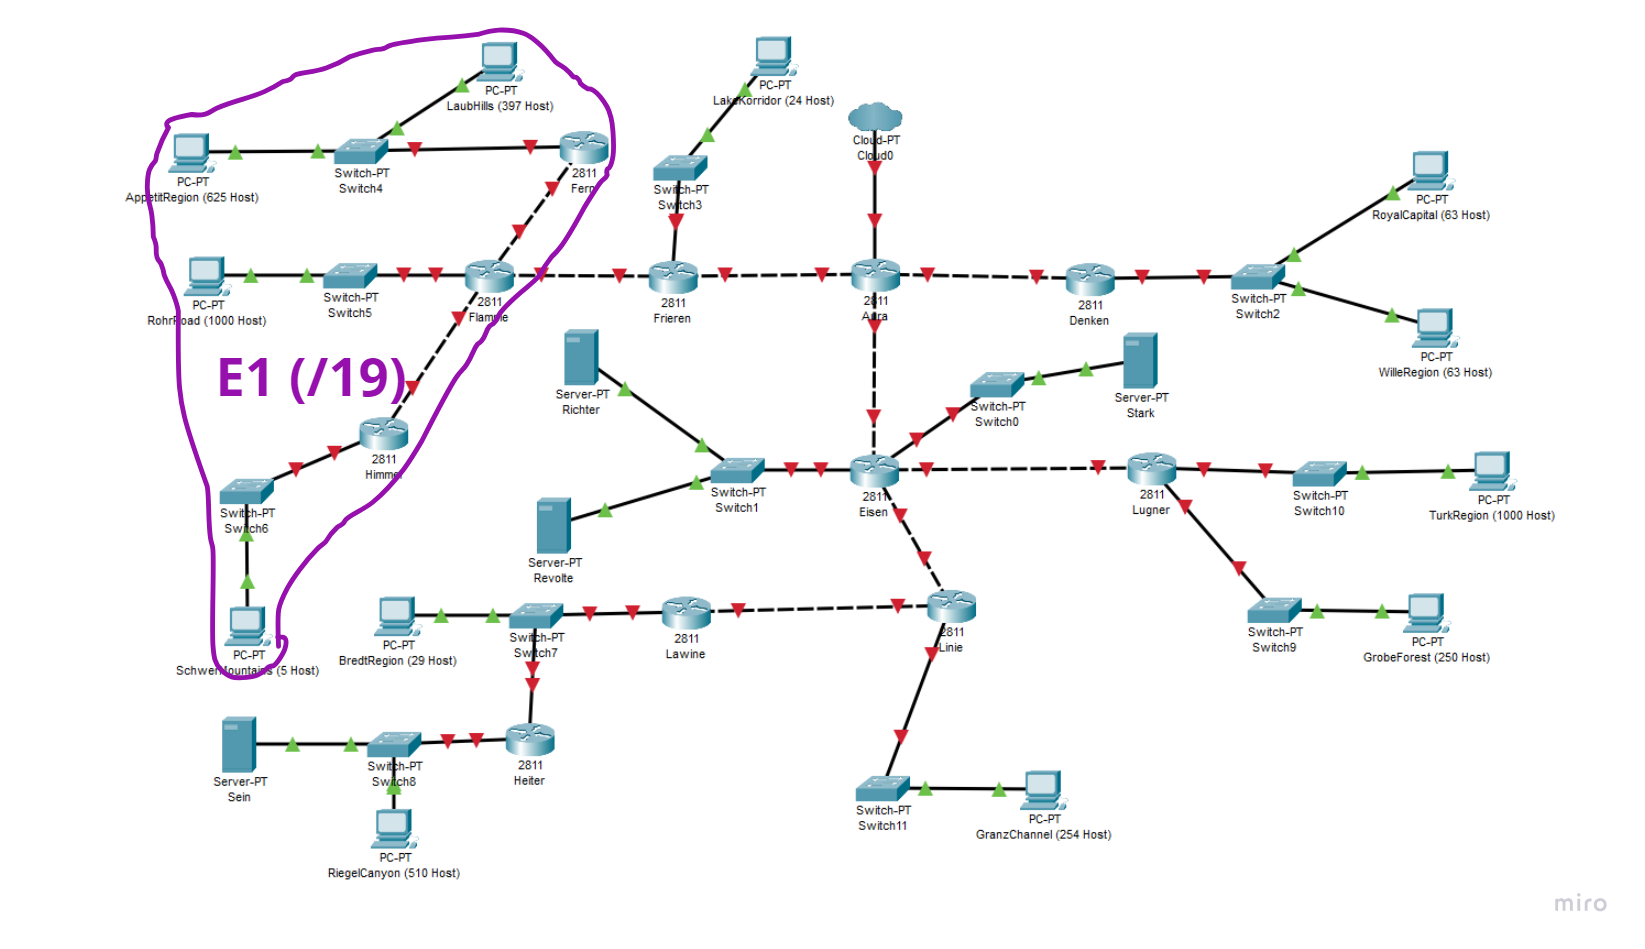 PC-PT
LaubHills (397 Host)
PC-PT
AppetitRegion (625 Host)
Switch-PT
Switch4
2811
Fern
PC-PT
LakeKorridor (24 Host)
Switch-PT
Switch3
Cloud-PT
Cloud0
PC-PT
RoyalCapital (63 Host)
PC-PT
RohrRoad (1000 Host)
Switch-PT
Switch5
2811
Flamme
2811
Frieren
2811
Aura
2811
Denken
Switch-PT
Switch2
PC-PT
WilleRegion (63 Host)
E1 (/19)
Server-PT
Richter
Switch-PT
Switch0
Server-PT
Stark
2811
Himmel
Switch-PT
Switch6
Switch-PT
Switch1
2811
Eisen
2811
Lugner
Switch-PT
Switch10
PC-PT
TurkRegion (1000 Host)
Server-PT
Revolte
PC-PT
SchwerMountains (5 Host)
PC-PT
BredtRegion (29 Host)
Switch-PT
Switch7
2811
Lawine
2811
Linie
Switch-PT
Switch9
PC-PT
GrobeForest (250 Host)
Server-PT
Sein
Switch-PT
Switch8
2811
Heiter
PC-PT
RiegelCanyon (510 Host)
Switch-PT
Switch11
PC-PT
GranzChannel (254 Host)
miro